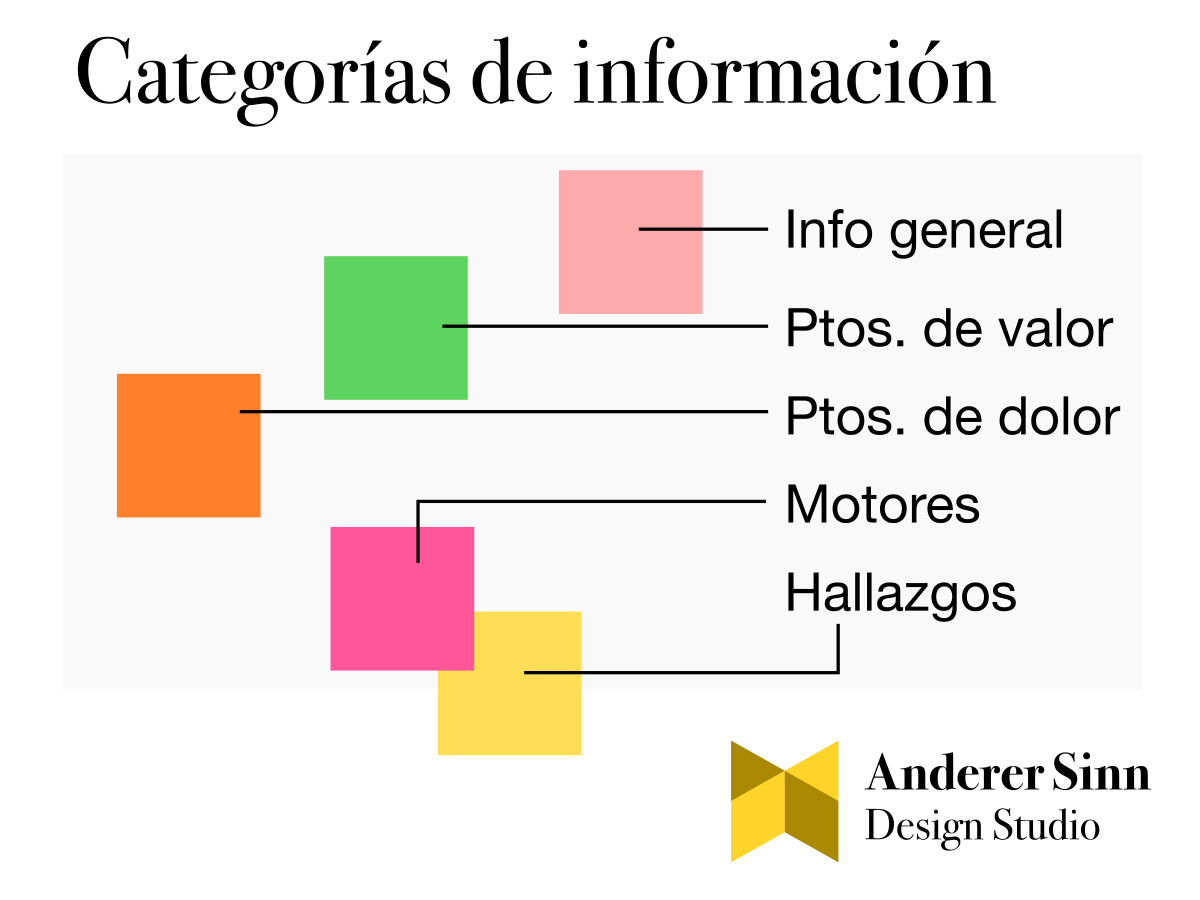 Categorías de información
Info general
Ptos. de valor
Ptos. de dolor
Motores
Hallazgos
Anderer Sinn
Design Studio